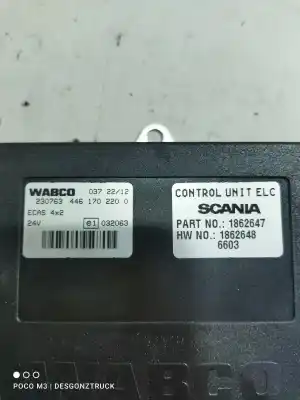 WABCO 037 22/12
230763 446 170 220 0
ECAS 4x2
24V e1 032063
CONTROL UNIT ELC
SCANIA
PART NO.: 1862647
HW NO.: 1862648
6603
WABCO
POCO M3 | DESGONZTRUCK